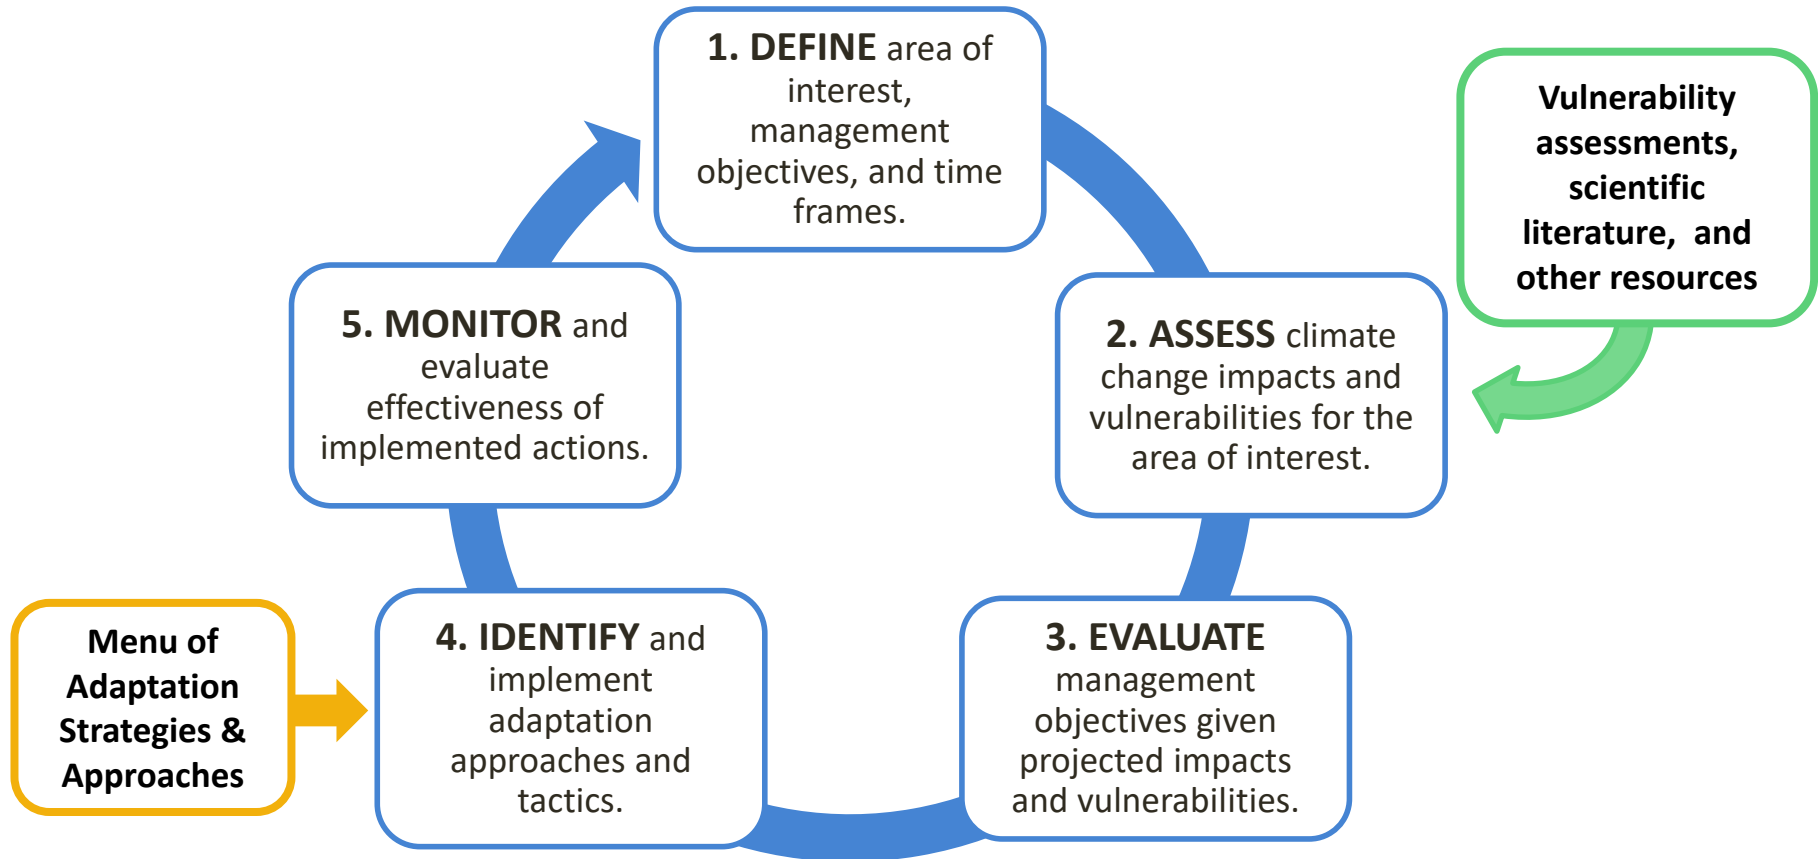 1. DEFINE area of
interest,
management
objectives, and time
frames.
Vulnerability
assessments,
scientific
literature, and
other resources
2. ASSESS climate
change impacts and
vulnerabilities for the
area of interest.
3. EVALUATE
management
objectives given
projected impacts
and vulnerabilities.
4. IDENTIFY and
implement
adaptation
approaches and
tactics.
Menu of
Adaptation
Strategies &
Approaches
5. MONITOR and
evaluate
effectiveness of
implemented actions.